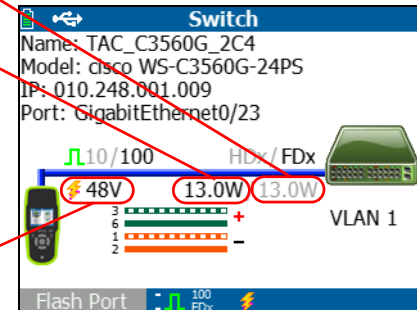 Switch
Name: TAC_C3560G_2C4
Model: cisco WS-C3560G-24PS
IP: 010.248.001.009
Port: GigabitEthernet0/23
10/100 HDx/FDx
48V 13.0W 13.0W
3
6 +
1
2 –
VLAN 1
Flash Port 100
FDx